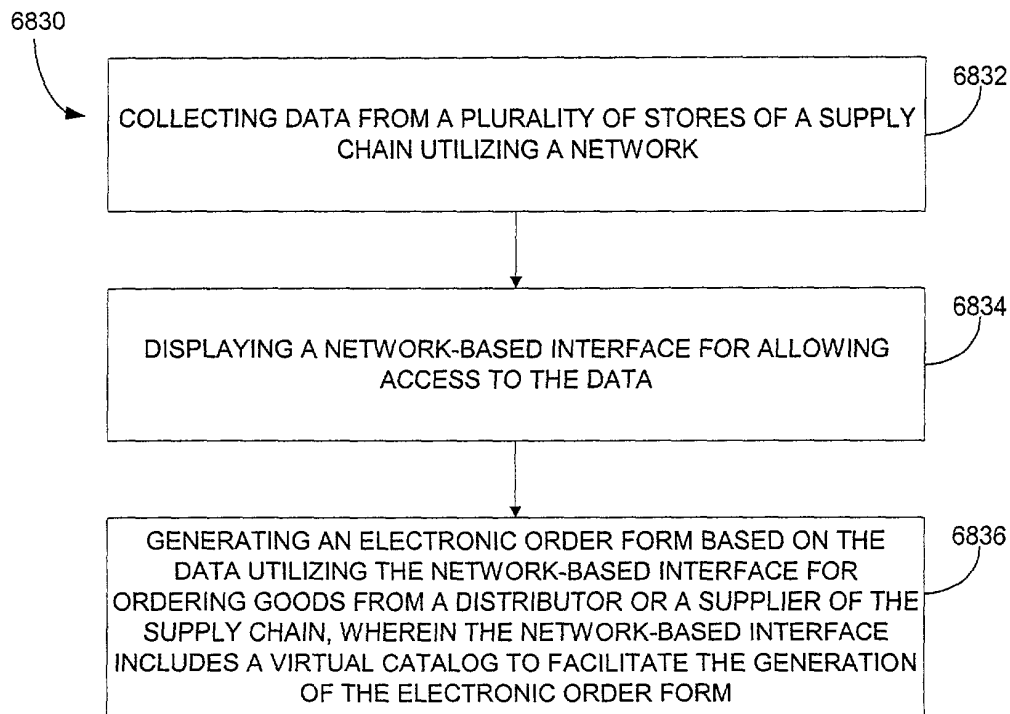 6830
6832
COLLECTING DATA FROM A PLURALITY OF STORES OF A SUPPLY
CHAIN UTILIZING A NETWORK
6834
DISPLAYING A NETWORK-BASED INTERFACE FOR ALLOWING
ACCESS TO THE DATA
6836
GENERATING AN ELECTRONIC ORDER FORM BASED ON THE
DATA UTILIZING THE NETWORK-BASED INTERFACE FOR
ORDERING GOODS FROM A DISTRIBUTOR OR A SUPPLIER OF THE
SUPPLY CHAIN, WHEREIN THE NETWORK-BASED INTERFACE
INCLUDES A VIRTUAL CATALOG TO FACILITATE THE GENERATION
OF THE ELECTRONIC ORDER FORM